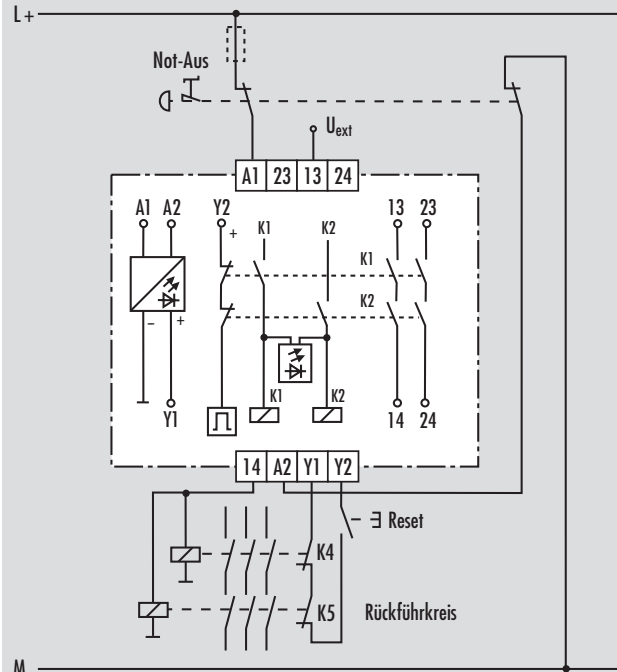 L+
Not-Aus
Uext
A1 23 13 24
A1 A2 Y2 K1 K2 13 23
+
K1
K2
− +
K1 K2
Y1 14 24
14 A2 Y1 Y2
Reset
K4
K5 Rückführkreis
M